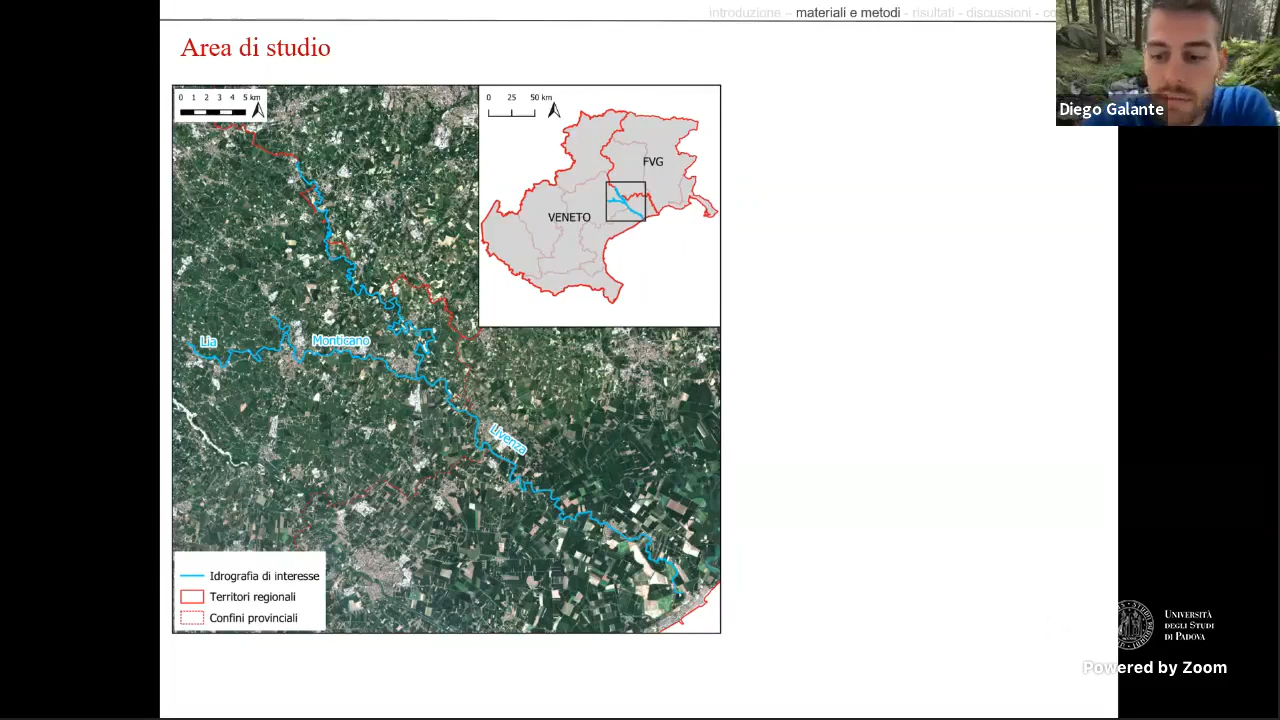 introduzione – materiali e metodi - risultati - discussioni - co
Area di studio
Diego Galante
0 1 2 3 4 5 km
0 25 50 km
FVG
VENETO
Lia
Monticano
Livenza
Idrografia di interesse
Territori regionali
Confini provinciali
UNIVERSITÀ
DEGLI STUDI
DI PADOVA
Powered by Zoom